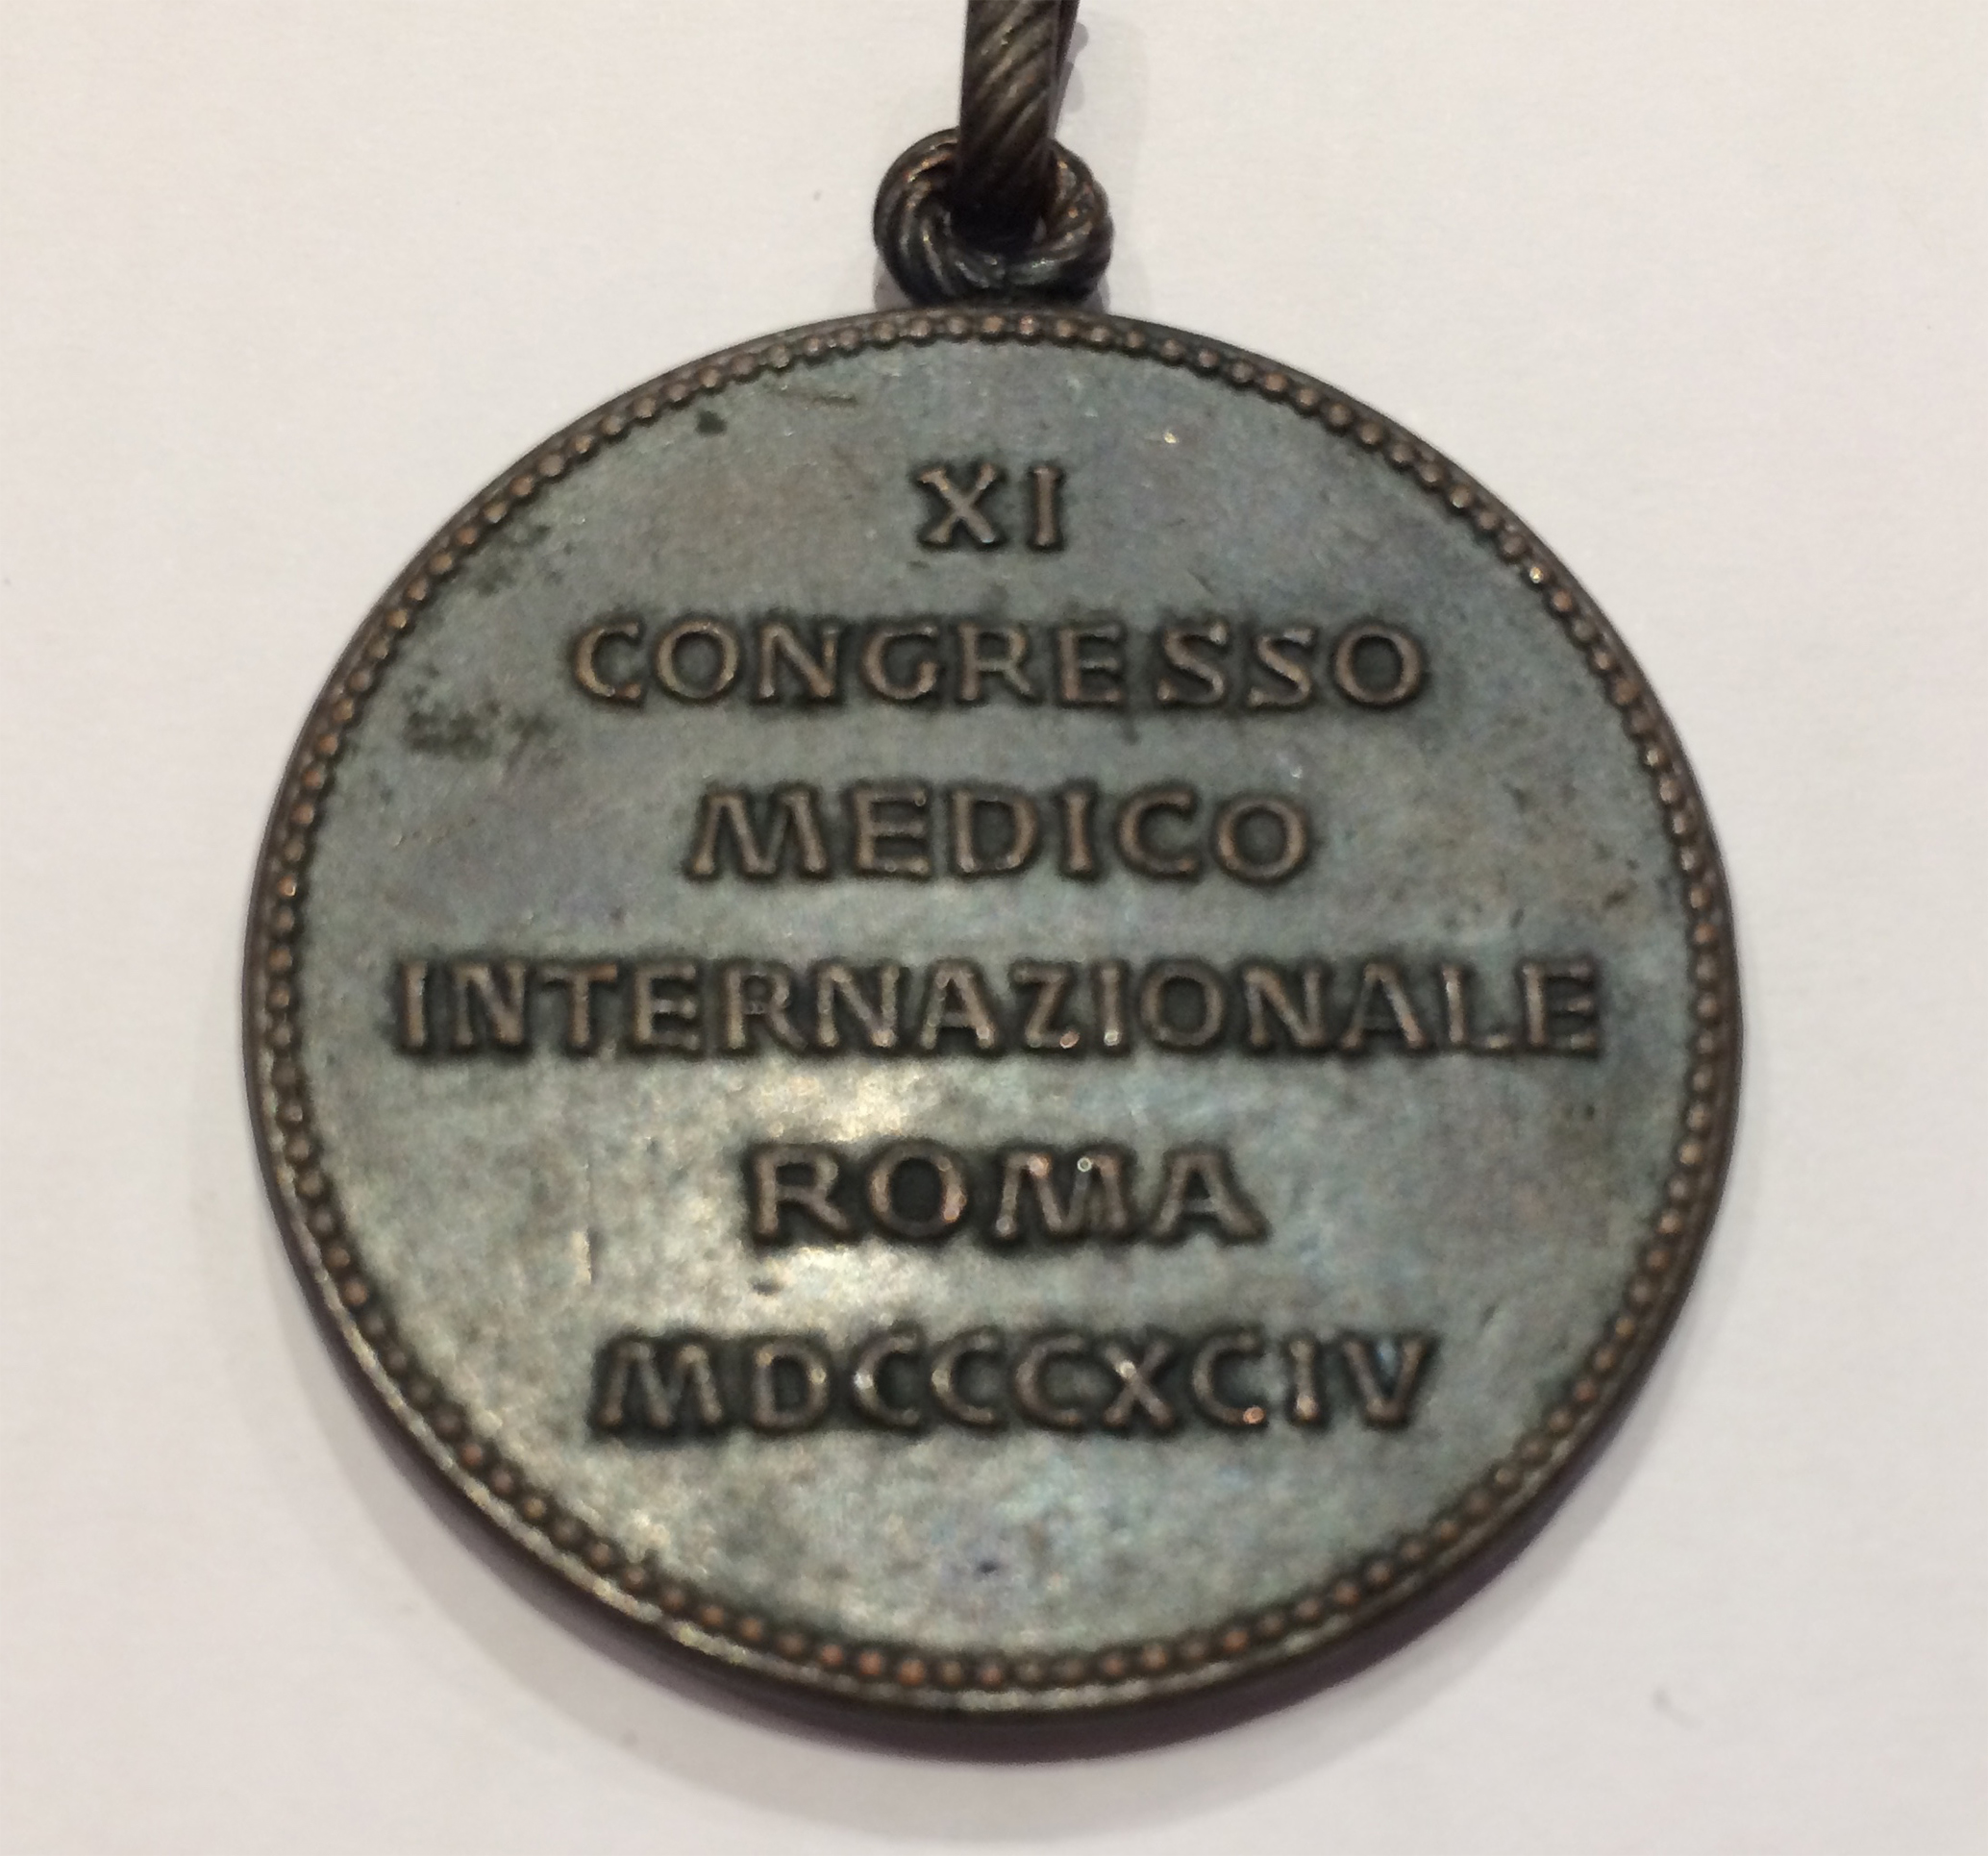 XI
CONGRESSO
MEDICO
INTERNAZIONALE
ROMA
MDCCCXCIV